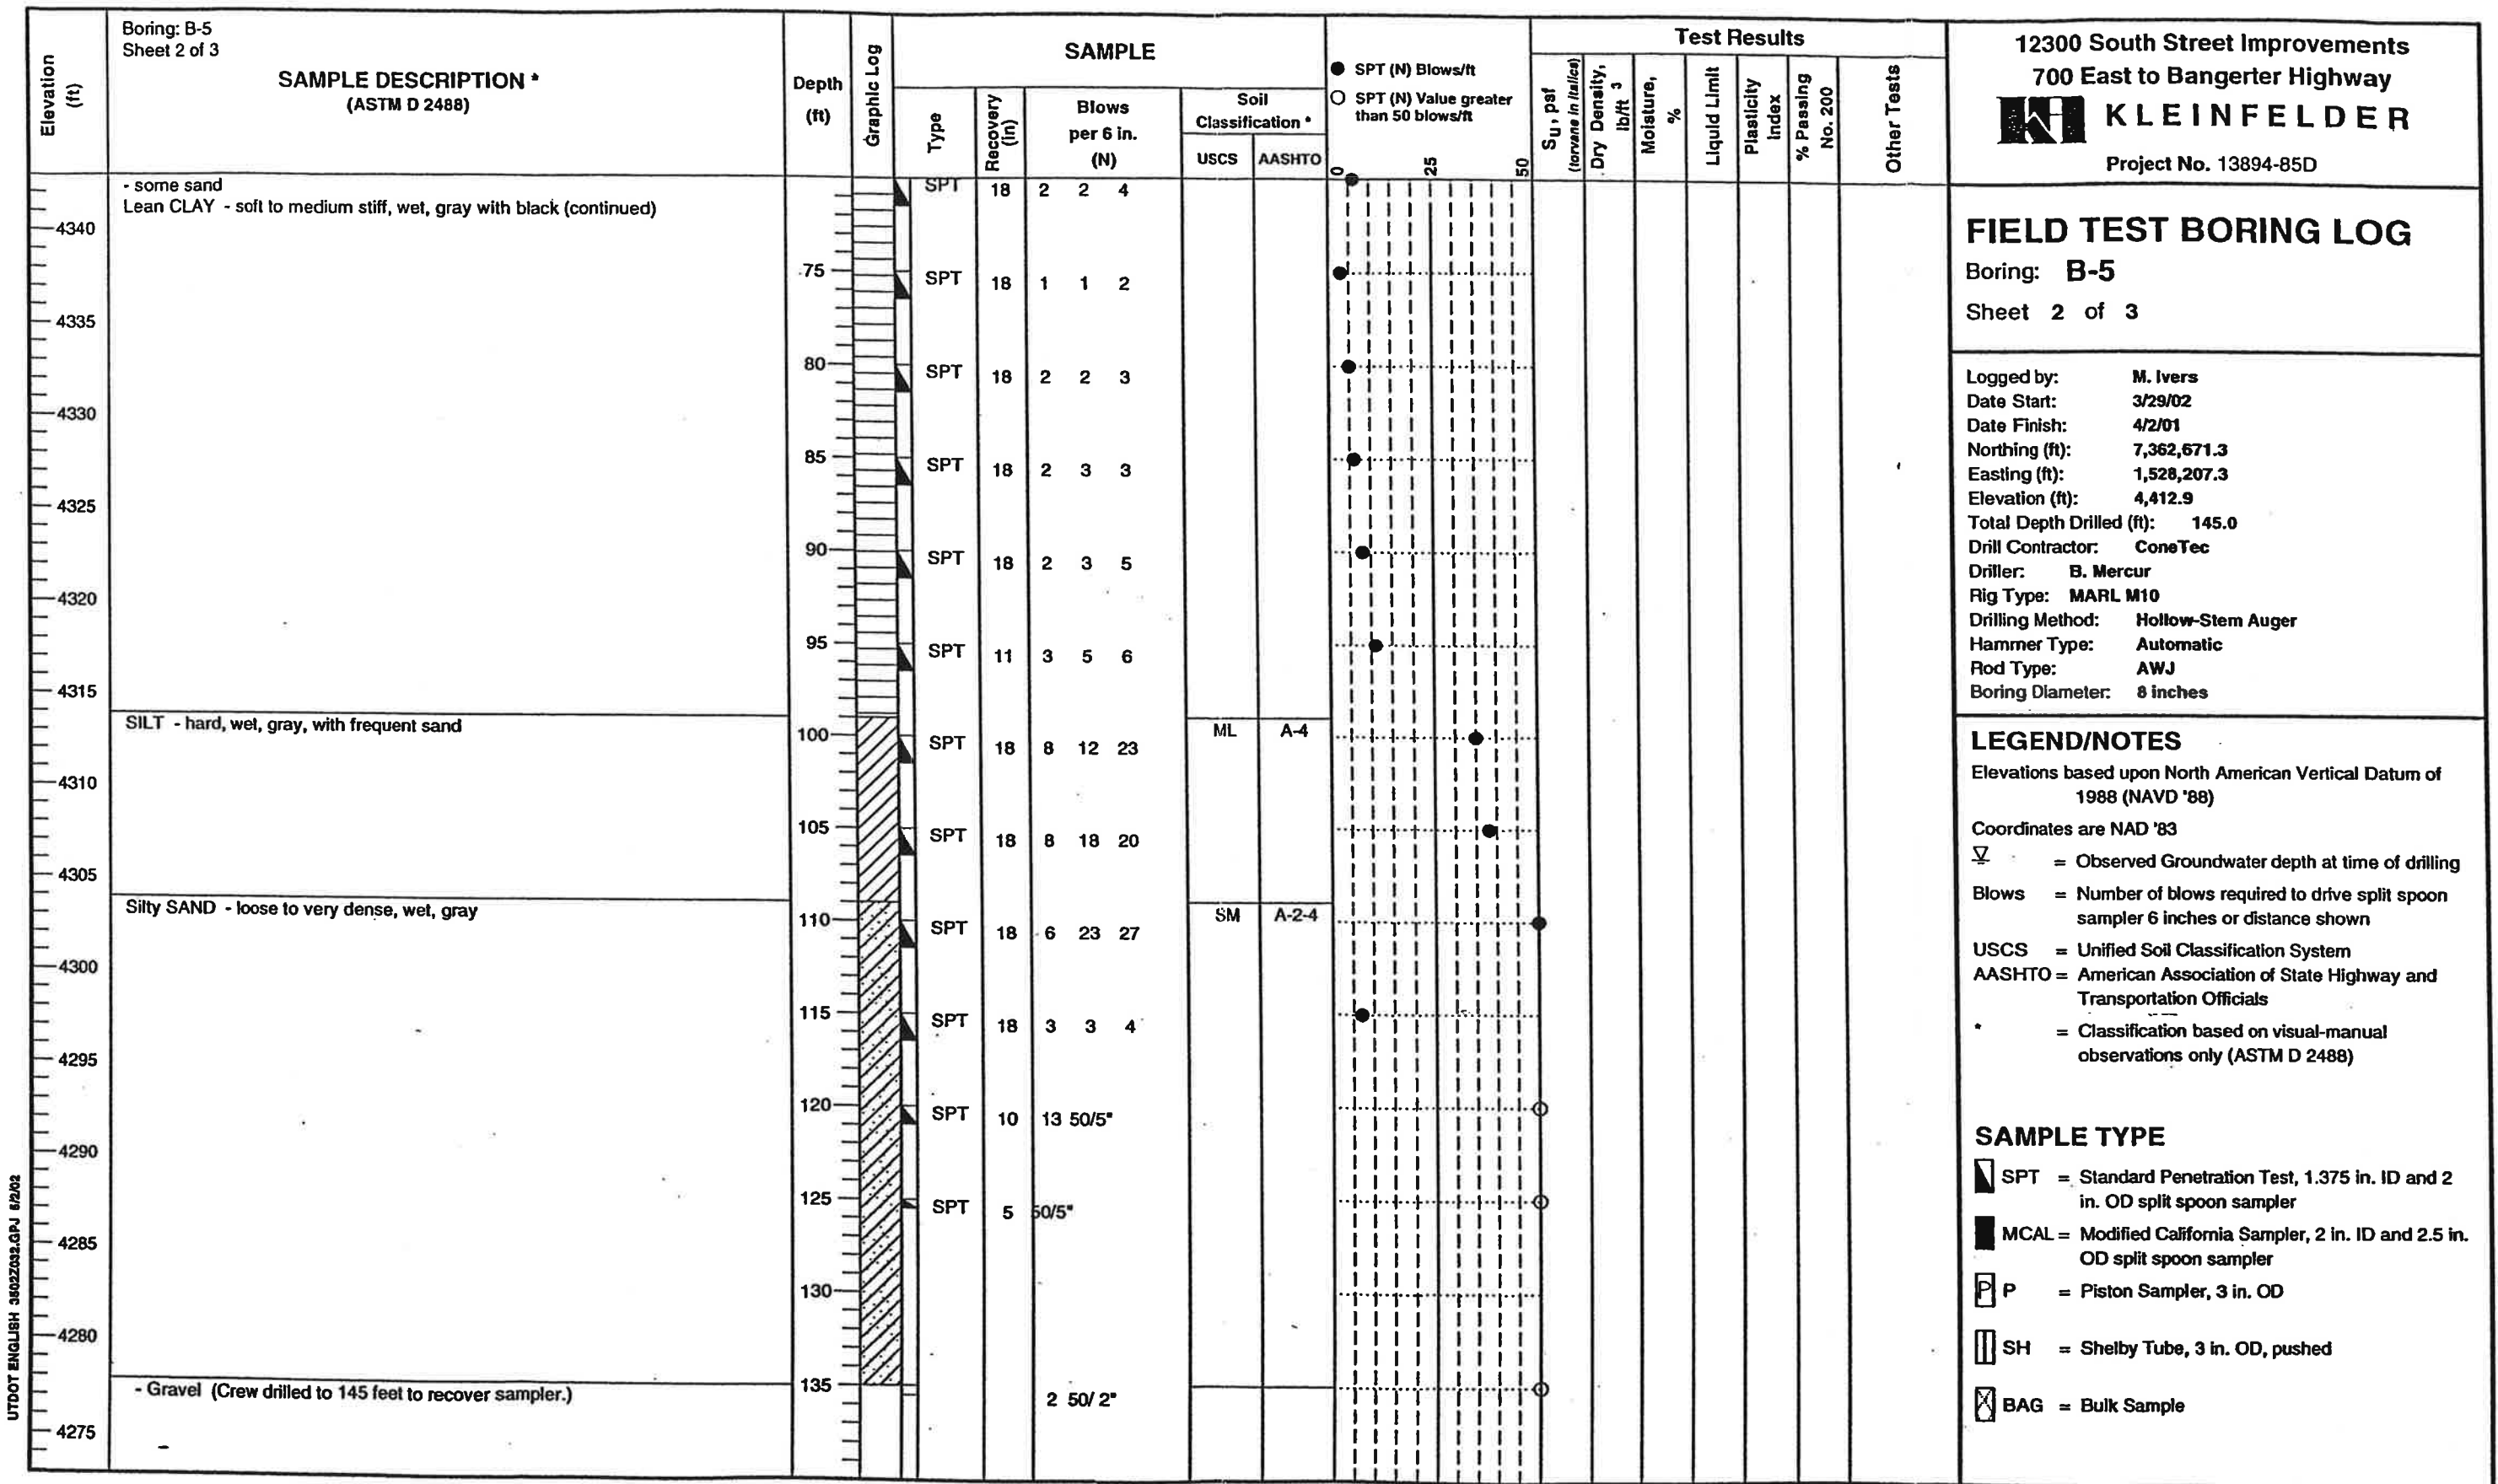 Boring: B-5
Sheet 2 of 3
SAMPLE DESCRIPTION *
(ASTM D 2488)
Elevation
(ft)
Depth
(ft)
Graphic Log
SAMPLE
Type
Recovery
(in)
Blows
per 6 in.
(N)
Soil
Classification *
USCS AASHTO
● SPT (N) Blows/ft
○ SPT (N) Value greater
than 50 blows/ft
0 25 50
Test Results
Su, psf
(torvane in italics)
Dry Density,
lb/ft 3
Moisture,
%
Liquid Limit
Plasticity
Index
% Passing
No. 200
Other Tests
- some sand
Lean CLAY - soft to medium stiff, wet, gray with black (continued)
SPT 18 2 2 4
4340
75 SPT 18 1 1 2
4335
80 SPT 18 2 2 3
4330
85 SPT 18 2 3 3
4325
90 SPT 18 2 3 5
4320
95 SPT 11 3 5 6
4315
SILT - hard, wet, gray, with frequent sand ML A-4
100 SPT 18 8 12 23
4310
105 SPT 18 8 18 20
4305
Silty SAND - loose to very dense, wet, gray SM A-2-4
110 SPT 18 6 23 27
4300
115 SPT 18 3 3 4
4295
120 SPT 10 13 50/5"
4290
125 SPT 5 50/5"
4285
130
4280
135
- Gravel (Crew drilled to 145 feet to recover sampler.) 2 50/ 2"
4275
UTDOT ENGLISH 3502Z032.GPJ 5/2/02
12300 South Street Improvements
700 East to Bangerter Highway
KLEINFELDER
Project No. 13894-85D
FIELD TEST BORING LOG
Boring: B-5
Sheet 2 of 3
Logged by: M. Ivers
Date Start: 3/29/02
Date Finish: 4/2/01
Northing (ft): 7,362,671.3
Easting (ft): 1,528,207.3
Elevation (ft): 4,412.9
Total Depth Drilled (ft): 145.0
Drill Contractor: ConeTec
Driller: B. Mercur
Rig Type: MARL M10
Drilling Method: Hollow-Stem Auger
Hammer Type: Automatic
Rod Type: AWJ
Boring Diameter: 8 inches
LEGEND/NOTES
Elevations based upon North American Vertical Datum of
1988 (NAVD '88)
Coordinates are NAD '83
= Observed Groundwater depth at time of drilling
Blows = Number of blows required to drive split spoon
sampler 6 inches or distance shown
USCS = Unified Soil Classification System
AASHTO = American Association of State Highway and
Transportation Officials
* = Classification based on visual-manual
observations only (ASTM D 2488)
SAMPLE TYPE
SPT = Standard Penetration Test, 1.375 in. ID and 2
in. OD split spoon sampler
MCAL = Modified California Sampler, 2 in. ID and 2.5 in.
OD split spoon sampler
P P = Piston Sampler, 3 in. OD
SH = Shelby Tube, 3 in. OD, pushed
BAG = Bulk Sample